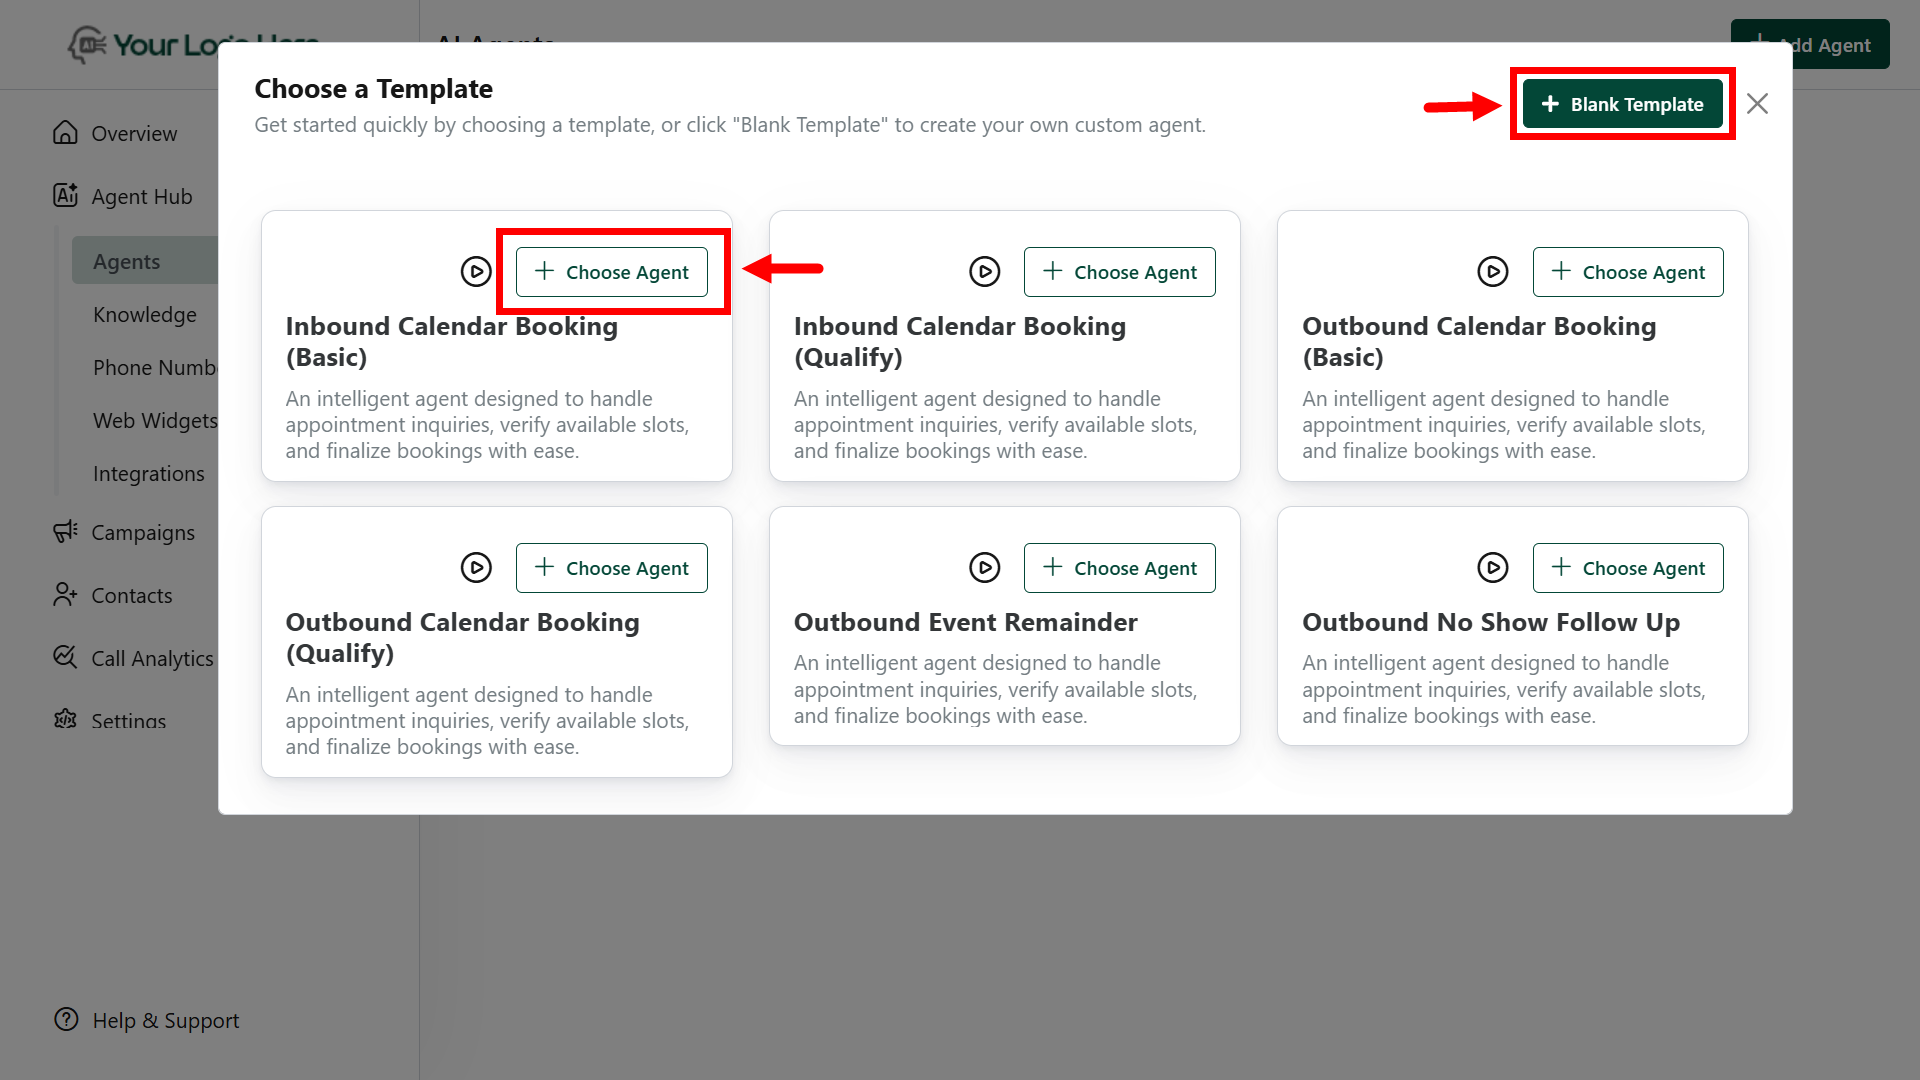 Your Logo Here
AI Agents
Add Agent
Choose a Template
Get started quickly by choosing a template, or click "Blank Template" to create your own custom agent.
Blank Template
Overview
Agent Hub
Agents
Knowledge
Phone Numb
Web Widgets
Integrations
Campaigns
Contacts
Call Analytics
Settings
Help & Support
Choose Agent
Inbound Calendar Booking
(Basic)
An intelligent agent designed to handle
appointment inquiries, verify available slots,
and finalize bookings with ease.
Choose Agent
Inbound Calendar Booking
(Qualify)
An intelligent agent designed to handle
appointment inquiries, verify available slots,
and finalize bookings with ease.
Choose Agent
Outbound Calendar Booking
(Basic)
An intelligent agent designed to handle
appointment inquiries, verify available slots,
and finalize bookings with ease.
Choose Agent
Outbound Calendar Booking
(Qualify)
An intelligent agent designed to handle
appointment inquiries, verify available slots,
and finalize bookings with ease.
Choose Agent
Outbound Event Remainder
An intelligent agent designed to handle
appointment inquiries, verify available slots,
and finalize bookings with ease.
Choose Agent
Outbound No Show Follow Up
An intelligent agent designed to handle
appointment inquiries, verify available slots,
and finalize bookings with ease.